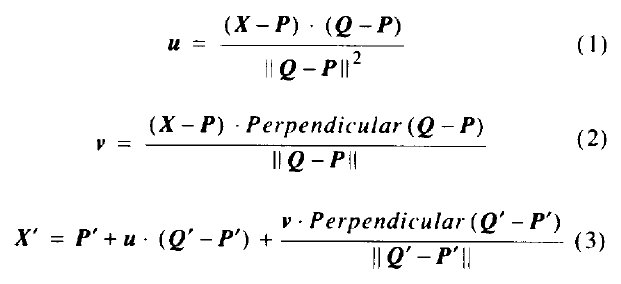 u = (X – P) · (Q – P) / ||Q – P||² (1)
v = (X – P) · Perpendicular (Q – P) / ||Q – P|| (2)
X′ = P′ + u · (Q′ – P′) + v · Perpendicular (Q′ – P′) / ||Q′ – P′|| (3)